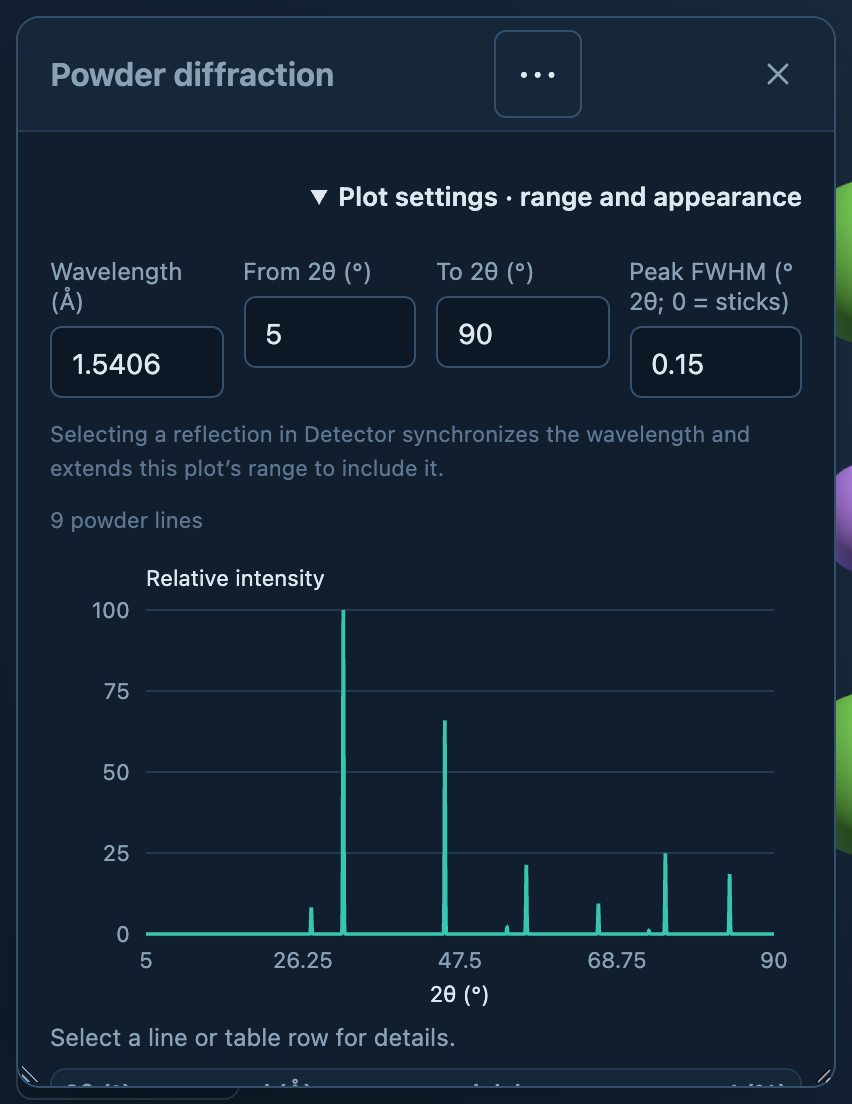 Powder diffraction
▼ Plot settings · range and appearance
Wavelength (Å)
From 2θ (°)
To 2θ (°)
Peak FWHM (° 2θ; 0 = sticks)
1.5406
5
90
0.15
Selecting a reflection in Detector synchronizes the wavelength and
extends this plot’s range to include it.
9 powder lines
Relative intensity
100
75
50
25
0
5 26.25 47.5 68.75 90
2θ (°)
Select a line or table row for details.